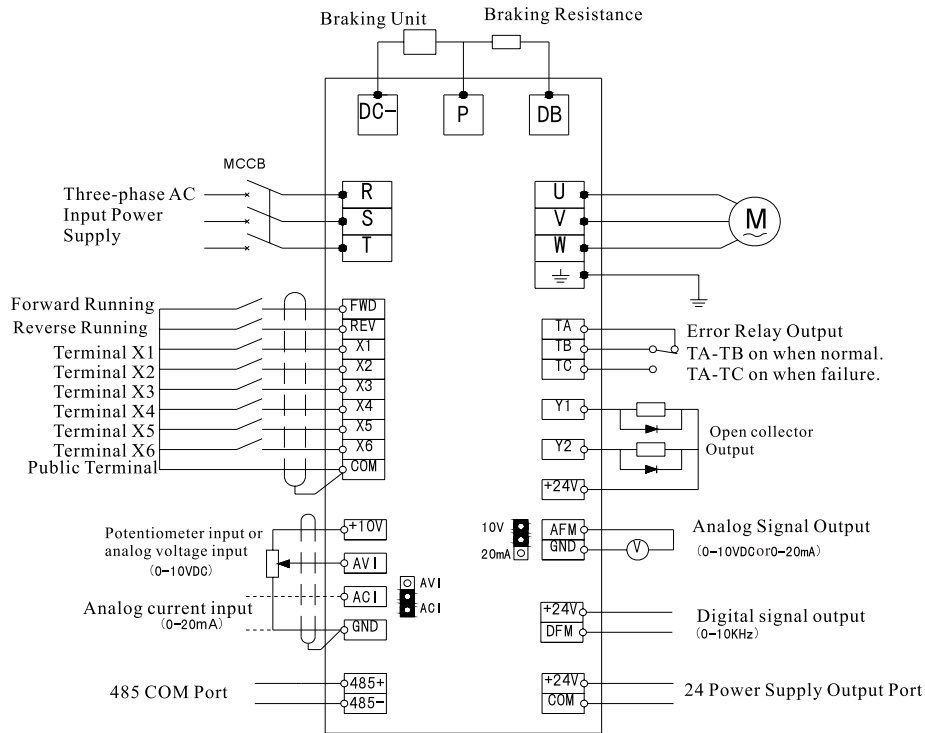 Braking Unit
Braking Resistance
DC-
P
DB
MCCB
Three-phase AC
Input Power
Supply
R
S
T
U
V
W
M
Forward Running
Reverse Running
Terminal X1
Terminal X2
Terminal X3
Terminal X4
Terminal X5
Terminal X6
Public Terminal
FWD
REV
X1
X2
X3
X4
X5
X6
COM
TA
TB
TC
Error Relay Output
TA-TB on when normal.
TA-TC on when failure.
Y1
Y2
+24V
Open collector
Output
Potentiometer input or
analog voltage input
(0-10VDC)
Analog current input
(0-20mA)
+10V
AVI
ACI
GND
AVI
ACI
10V
20mA
AFM
GND
V
Analog Signal Output
(0-10VDCor0-20mA)
+24V
DFM
Digital signal output
(0-10KHz)
485 COM Port
485+
485-
+24V
COM
24 Power Supply Output Port